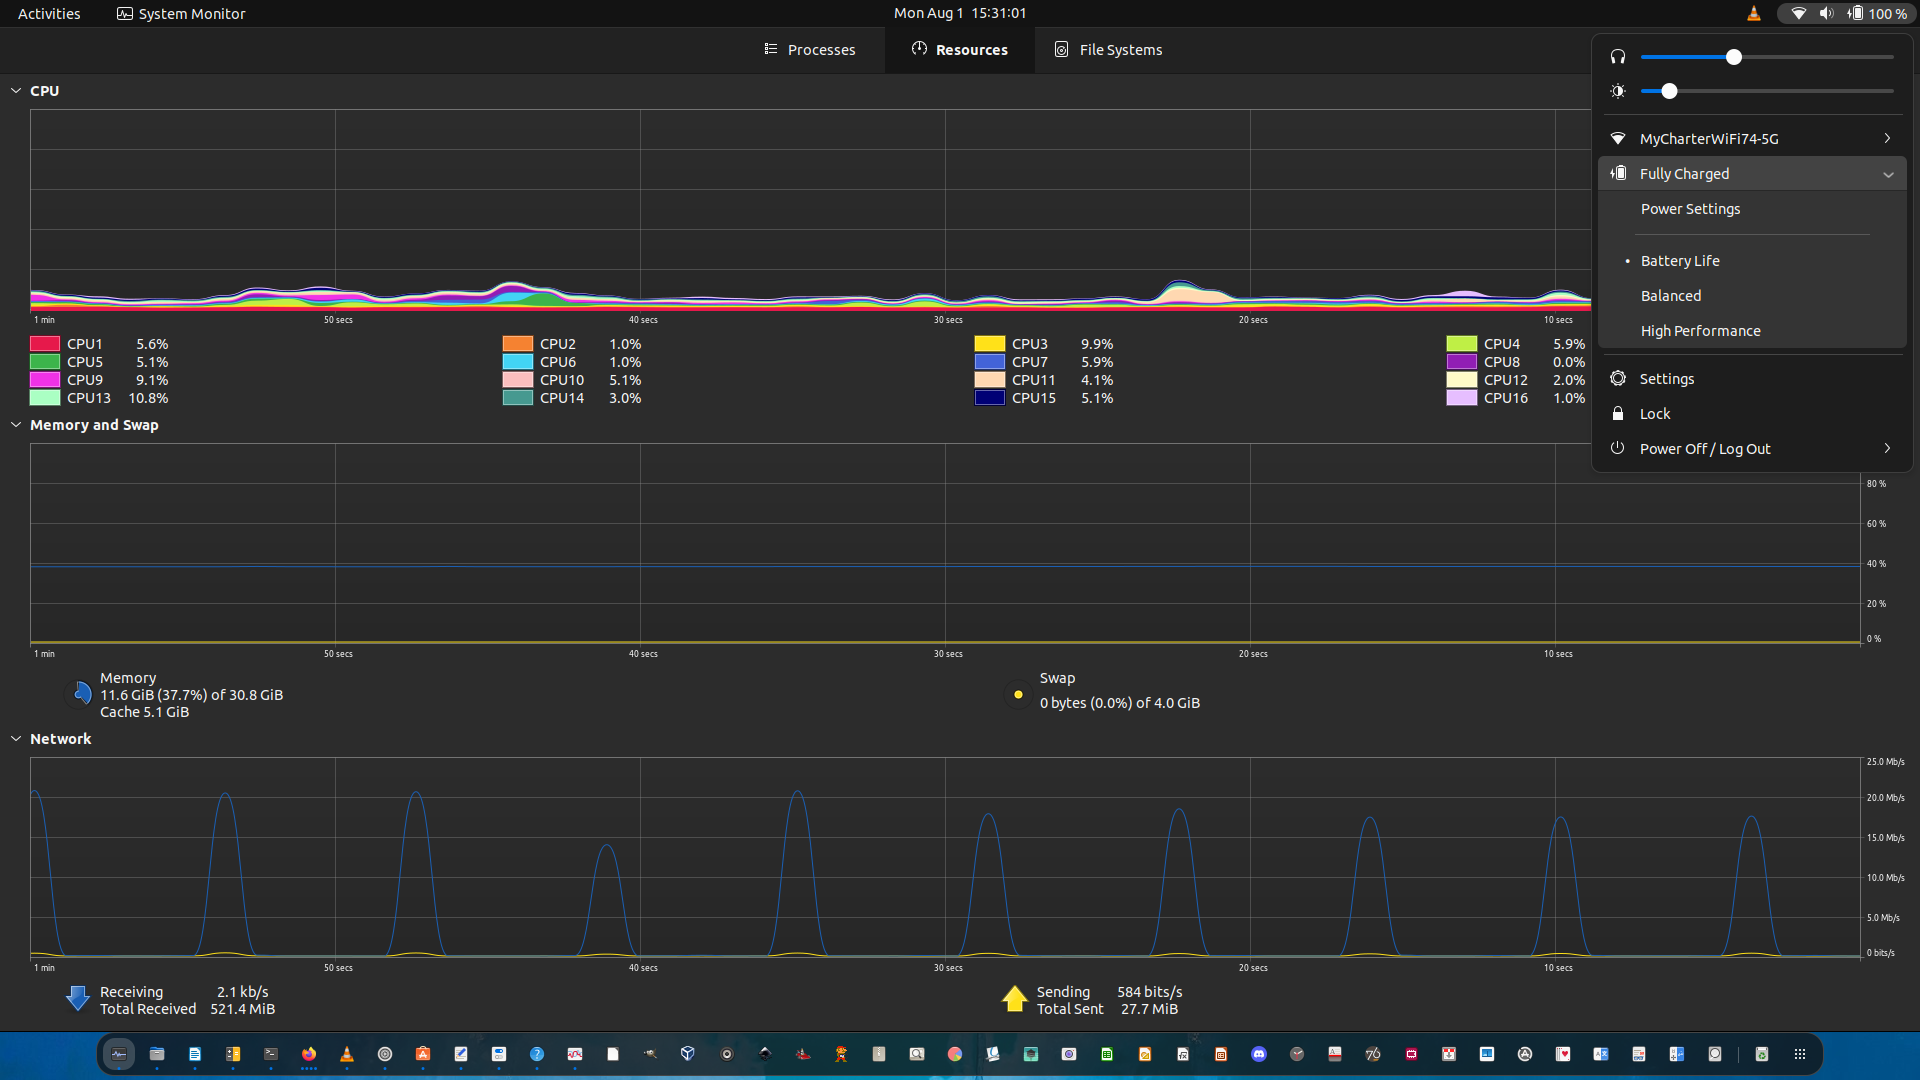 Activities
System Monitor
Mon Aug 1 15:31:01
100 %
Processes
Resources
File Systems
CPU
1 min
50 secs
40 secs
30 secs
20 secs
10 secs
CPU1 5.6%
CPU2 1.0%
CPU3 9.9%
CPU4 5.9%
CPU5 5.1%
CPU6 1.0%
CPU7 5.9%
CPU8 0.0%
CPU9 9.1%
CPU10 5.1%
CPU11 4.1%
CPU12 2.0%
CPU13 10.8%
CPU14 3.0%
CPU15 5.1%
CPU16 1.0%
MyCharterWiFi74-5G
Fully Charged
Power Settings
Battery Life
Balanced
High Performance
Settings
Lock
Power Off / Log Out
Memory and Swap
80 %
60 %
40 %
20 %
0 %
1 min
50 secs
40 secs
30 secs
20 secs
10 secs
Memory
11.6 GiB (37.7%) of 30.8 GiB
Cache 5.1 GiB
Swap
0 bytes (0.0%) of 4.0 GiB
Network
25.0 Mb/s
20.0 Mb/s
15.0 Mb/s
10.0 Mb/s
5.0 Mb/s
0 bits/s
1 min
50 secs
40 secs
30 secs
20 secs
10 secs
Receiving 2.1 kb/s
Total Received 521.4 MiB
Sending 584 bits/s
Total Sent 27.7 MiB